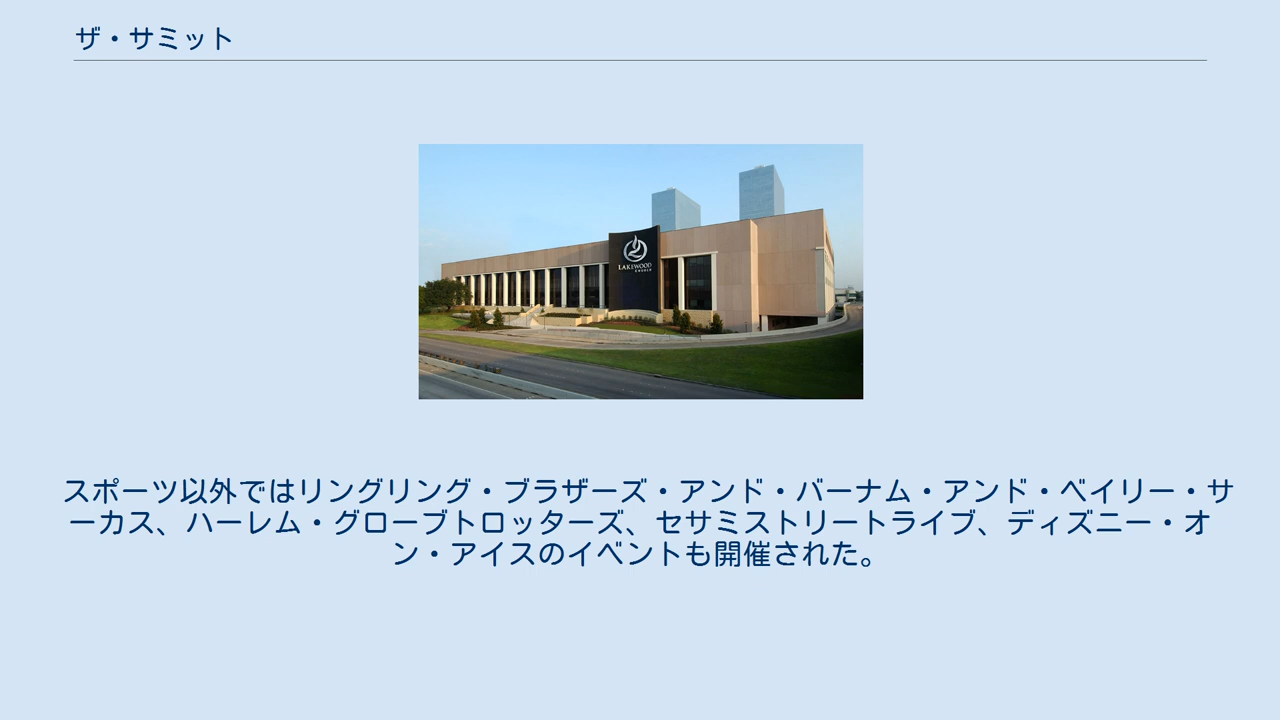 ザ・サミット
LAKEWOOD
CHURCH
スポーツ以外ではリングリング・ブラザーズ・アンド・バーナム・アンド・ベイリー・サ
ーカス、ハーレム・グローブトロッターズ、セサミストリートライブ、ディズニー・オ
ン・アイスのイベントも開催された。